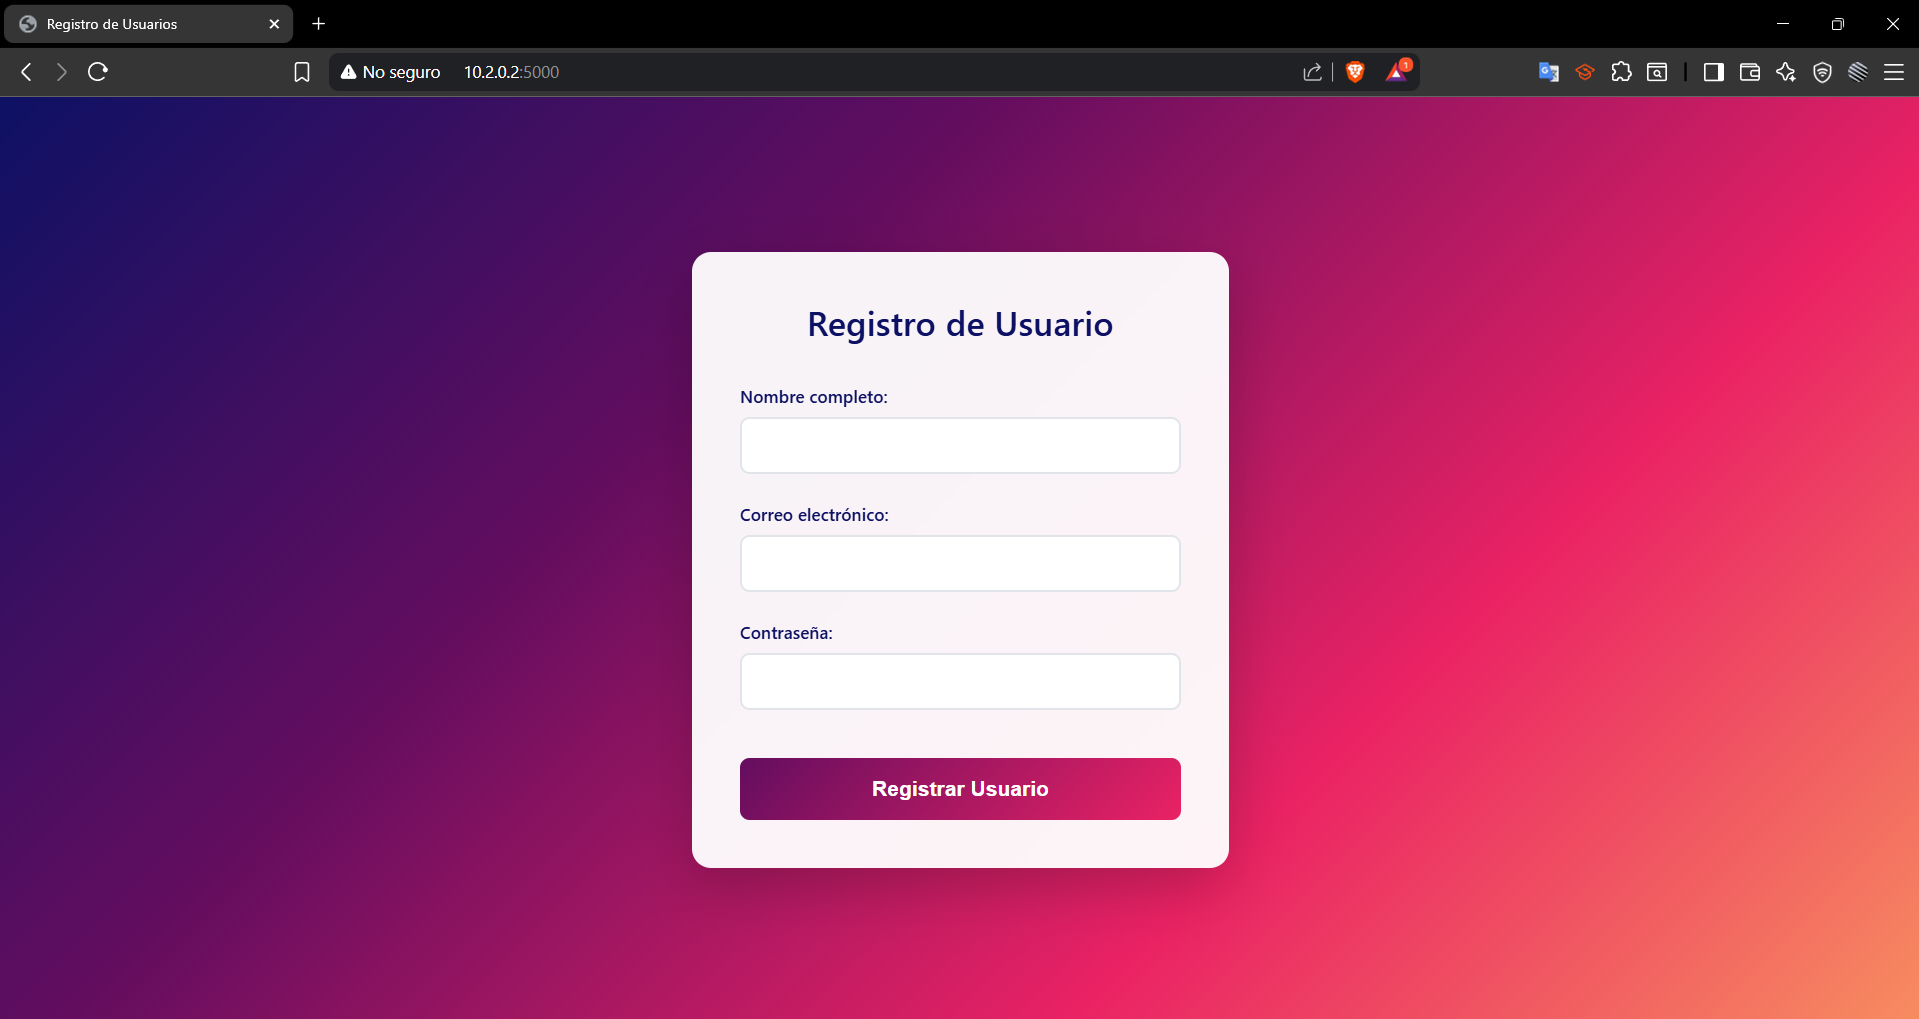 Registro de Usuarios
No seguro 10.2.0.2:5000
1
Registro de Usuario
Nombre completo:
Correo electrónico:
Contraseña:
Registrar Usuario